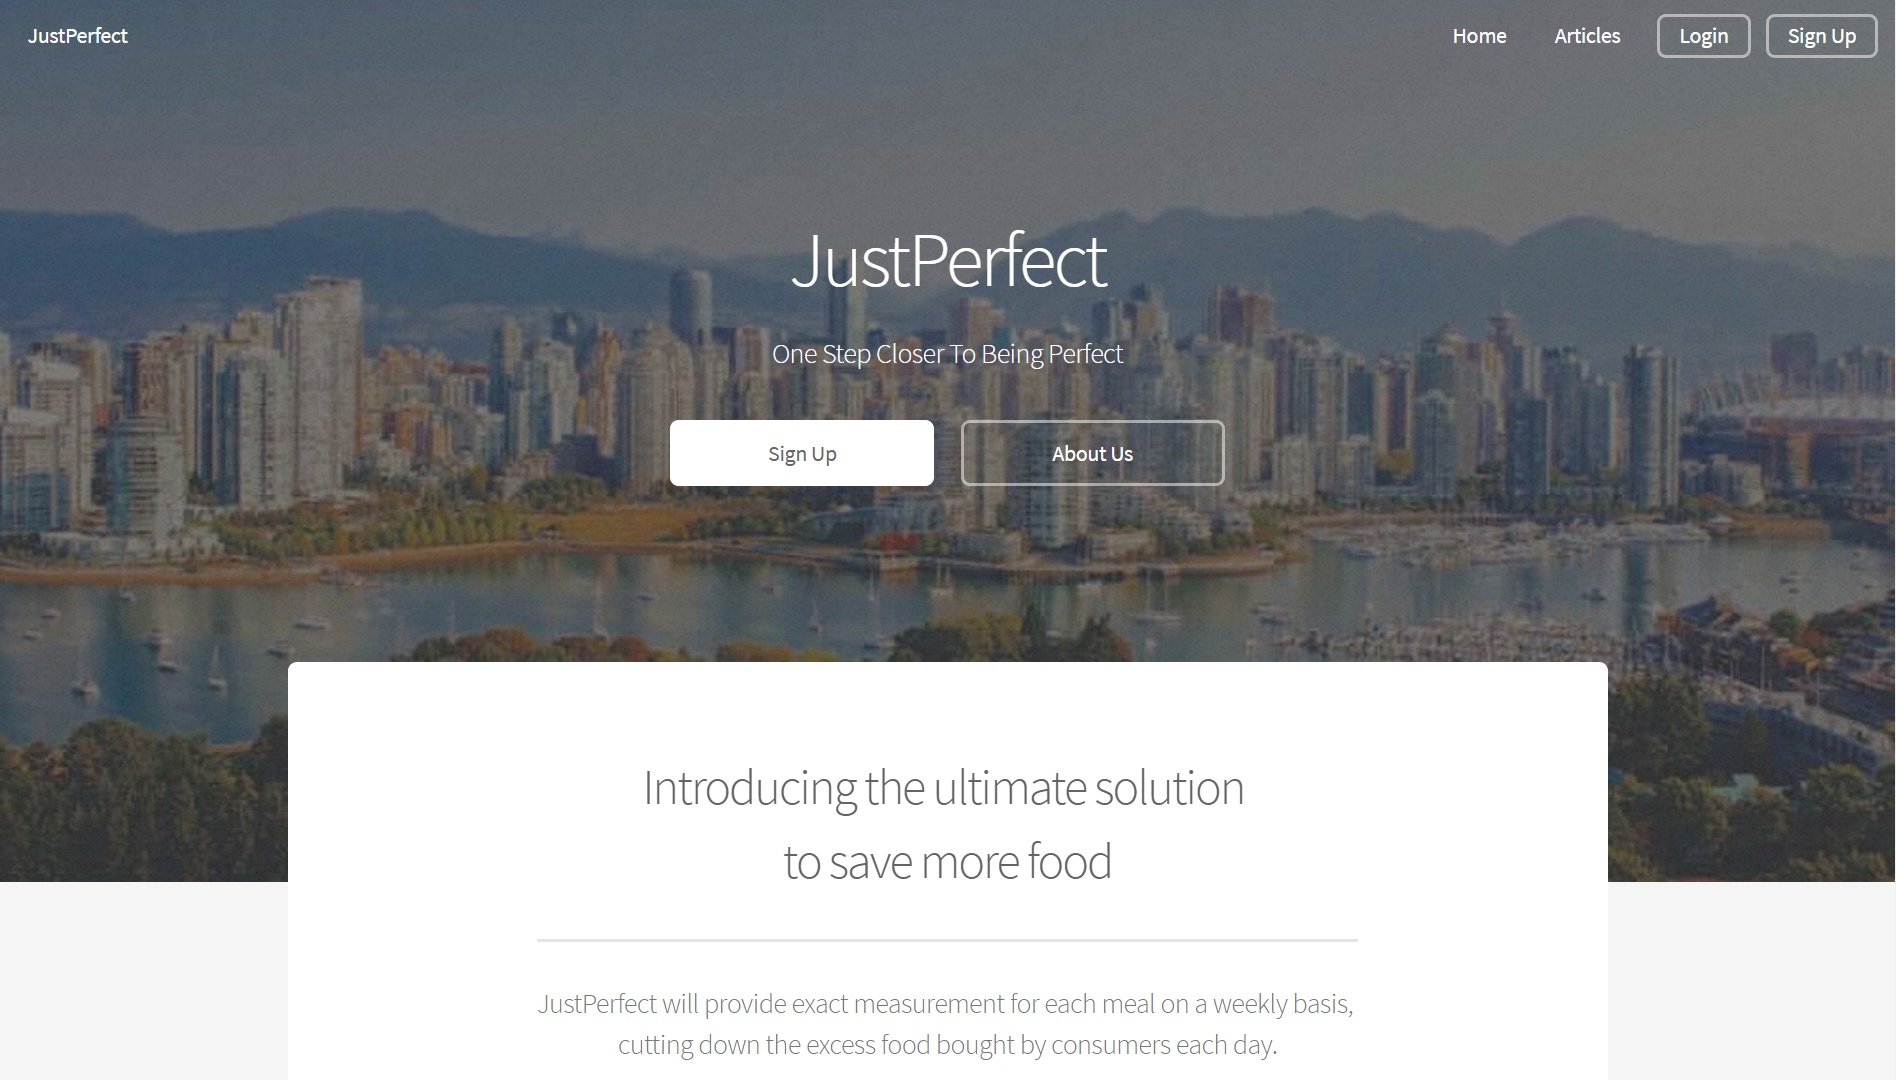 JustPerfect
Home
Articles
Login
Sign Up
JustPerfect
One Step Closer To Being Perfect
Sign Up
About Us
Introducing the ultimate solution
to save more food
JustPerfect will provide exact measurement for each meal on a weekly basis,
cutting down the excess food bought by consumers each day.